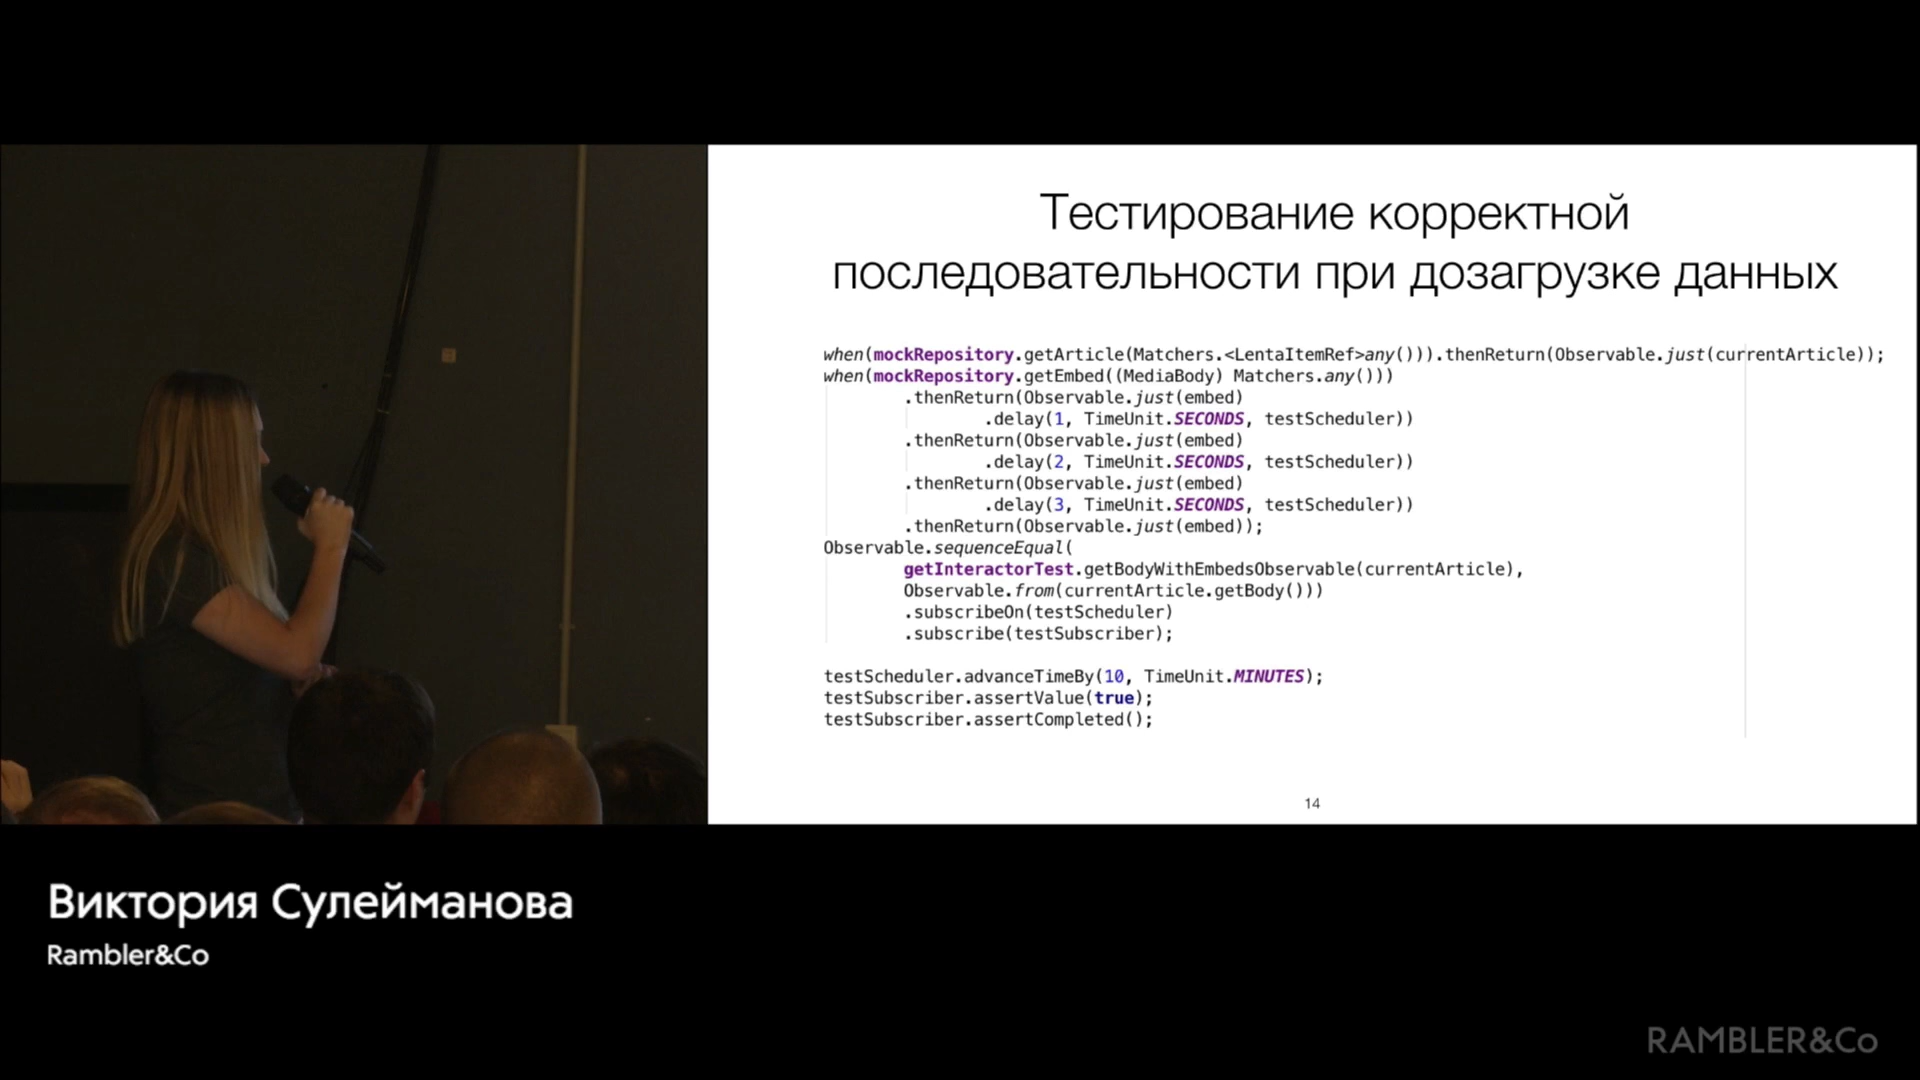 Тестирование корректной
последовательности при дозагрузке данных
when(mockRepository.getArticle(Matchers.<LentaItemRef>any())).thenReturn(Observable.just(currentArticle));
when(mockRepository.getEmbed((MediaBody) Matchers.any()))
.thenReturn(Observable.just(embed)
.delay(1, TimeUnit.SECONDS, testScheduler))
.thenReturn(Observable.just(embed)
.delay(2, TimeUnit.SECONDS, testScheduler))
.thenReturn(Observable.just(embed)
.delay(3, TimeUnit.SECONDS, testScheduler))
.thenReturn(Observable.just(embed));
Observable.sequenceEqual(
getInteractorTest.getBodyWithEmbedsObservable(currentArticle),
Observable.from(currentArticle.getBody()))
.subscribeOn(testScheduler)
.subscribe(testSubscriber);
testScheduler.advanceTimeBy(10, TimeUnit.MINUTES);
testSubscriber.assertValue(true);
testSubscriber.assertCompleted();
14
Виктория Сулейманова
Rambler&Co
RAMBLER&Co